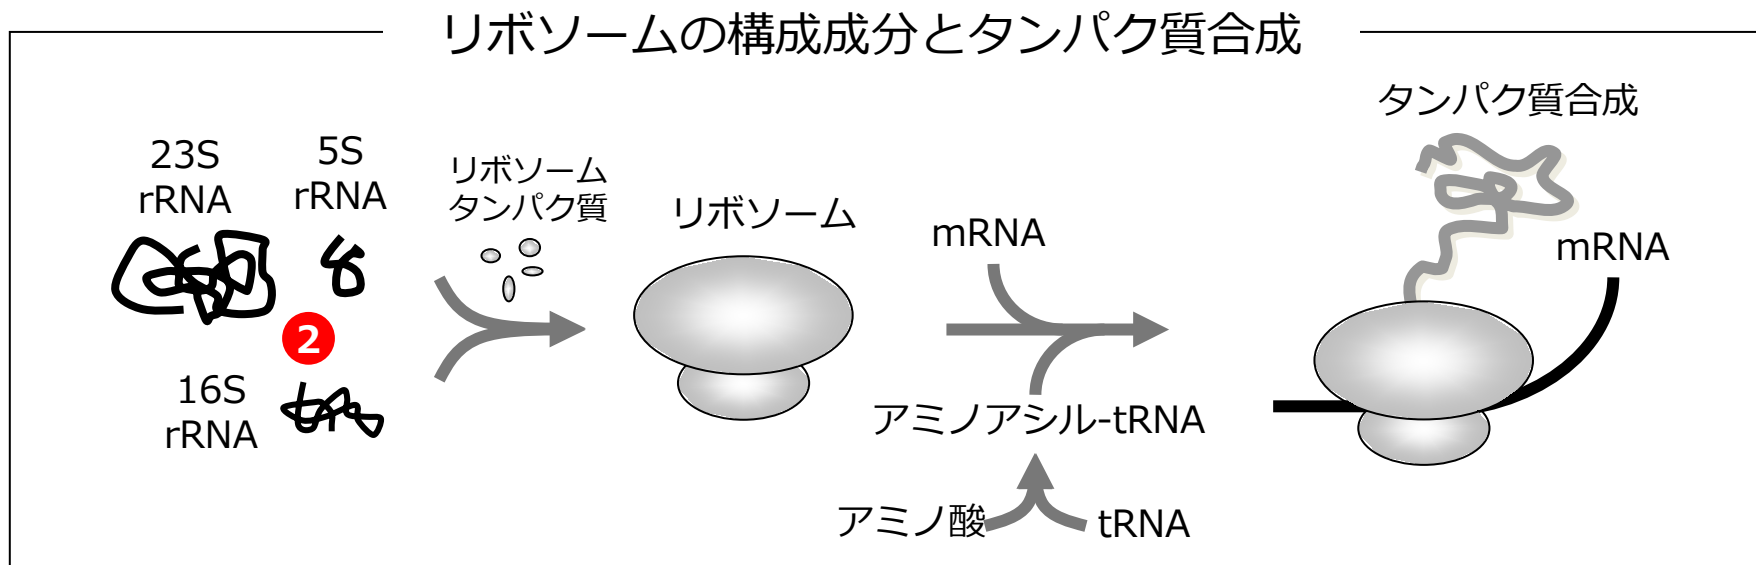 リボソームの構成成分とタンパク質合成
23S
rRNA
5S
rRNA
2
16S
rRNA
リボソーム
タンパク質
リボソーム
mRNA
アミノアシル-tRNA
アミノ酸
tRNA
タンパク質合成
mRNA